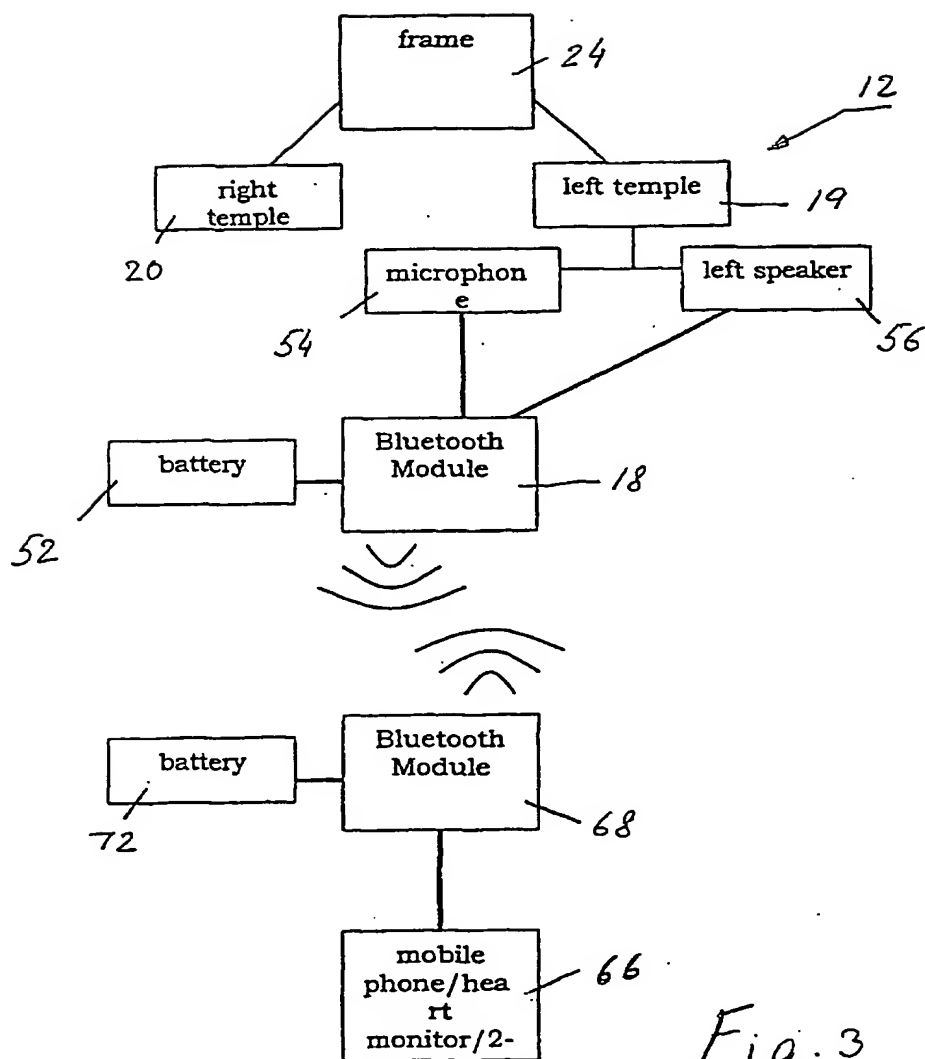 frame
24
12
right
temple
20
left temple
19
microphon
e
54
left speaker
56
battery
52
Bluetooth
Module
18
battery
72
Bluetooth
Module
68
mobile
phone/hea
rt
monitor/2-
66
Fig. 3